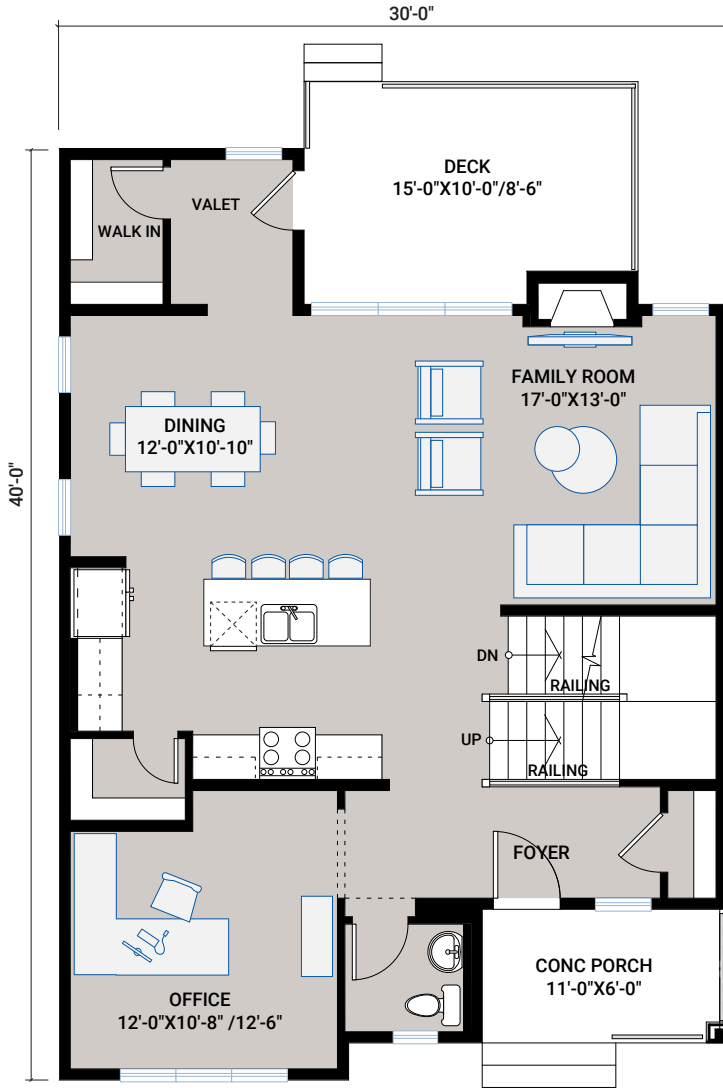 30'-0"
DECK
15'-0"X10'-0"/8'-6"
VALET
WALK IN
FAMILY ROOM
17'-0"X13'-0"
DINING
12'-0"X10'-10"
40'-0"
DN
RAILING
UP
RAILING
FOYER
CONC PORCH
11'-0"X6'-0"
OFFICE
12'-0"X10'-8" /12'-6"